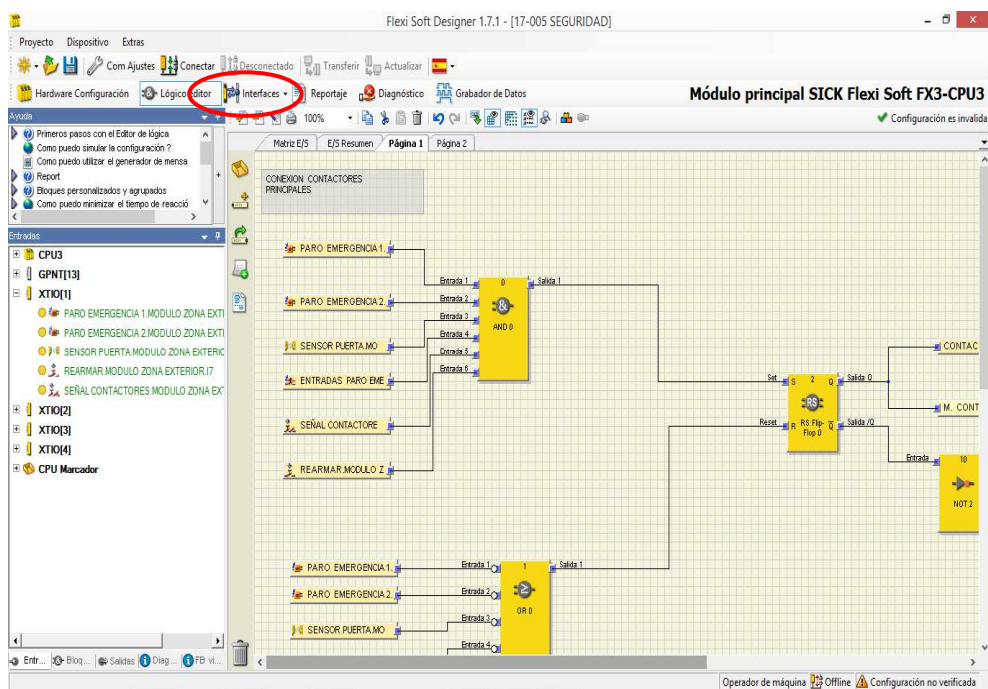 Flexi Soft Designer 1.7.1 - [17-005 SEGURIDAD]
Proyecto Dispositivo Extras
Com Ajustes Conectar Desconectado Transferir Actualizar
Hardware Configuración Lógico editor Interfaces Reportaje Diagnóstico Grabador de Datos Módulo principal SICK Flexi Soft FX3-CPU3
Ayuda
100%
Configuración es invalida
Primeros pasos con el Editor de lógica
Como puedo simular la configuración ?
Como puedo utilizar el generador de mensa
Report
Bloques personalizados y agrupados
Como puedo minimizar el tiempo de reacció
Matriz E/S E/S Resumen Página 1 Página 2
Entradas
CPU3
GPNT[13]
XTIO[1]
PARO EMERGENCIA 1.MODULO ZONA EXTI
PARO EMERGENCIA 2.MODULO ZONA EXTI
SENSOR PUERTA.MODULO ZONA EXTERIC
REARMAR.MODULO ZONA EXTERIOR.I7
SEÑAL CONTACTORES.MODULO ZONA EX
XTIO[2]
XTIO[3]
XTIO[4]
CPU Marcador
CONEXION CONTACTORES
PRINCIPALES
PARO EMERGENCIA 1.
PARO EMERGENCIA 2.
SENSOR PUERTA.MO
ENTRADAS PARO EME
SEÑAL CONTACTORE
REARMAR.MODULO Z
Entrada 1
Entrada 2
Entrada 3
Entrada 4
Entrada 5
Entrada 6
0
&
AND 0
Salida 1
Set
Reset
S 2 Q
RS
R RS Flip-Flop 0 Q
Salida Q
Salida /Q
CONTAC
M. CONT
Entrada
10
NOT 2
PARO EMERGENCIA 1.
PARO EMERGENCIA 2.
SENSOR PUERTA.MO
Entrada 1
Entrada 2
Entrada 3
Entrada 4
1
≥
OR 0
Salida 1
Entr... Bloq... Salidas Diag... FB vi...
Operador de máquina Offline Configuración no verificada